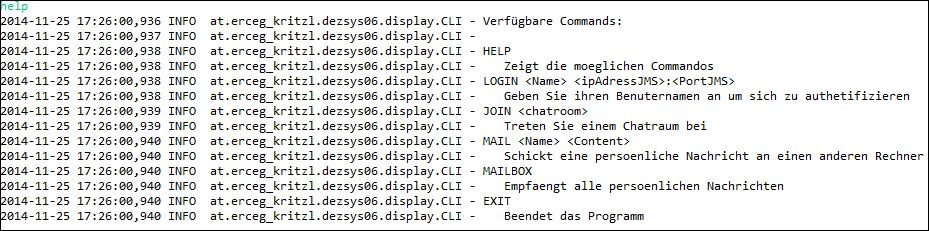 help
2014-11-25 17:26:00,936 INFO  at.erceg_kritzl.dezsys06.display.CLI - Verfügbare Commands:
2014-11-25 17:26:00,937 INFO  at.erceg_kritzl.dezsys06.display.CLI -
2014-11-25 17:26:00,938 INFO  at.erceg_kritzl.dezsys06.display.CLI - HELP
2014-11-25 17:26:00,938 INFO  at.erceg_kritzl.dezsys06.display.CLI -    Zeigt die moeglichen Commandos
2014-11-25 17:26:00,938 INFO  at.erceg_kritzl.dezsys06.display.CLI - LOGIN <Name> <ipAdressJMS>:<PortJMS>
2014-11-25 17:26:00,938 INFO  at.erceg_kritzl.dezsys06.display.CLI -    Geben Sie ihren Benuternamen an um sich zu authetifizieren
2014-11-25 17:26:00,939 INFO  at.erceg_kritzl.dezsys06.display.CLI - JOIN <chatroom>
2014-11-25 17:26:00,939 INFO  at.erceg_kritzl.dezsys06.display.CLI -    Treten Sie einem Chatraum bei
2014-11-25 17:26:00,940 INFO  at.erceg_kritzl.dezsys06.display.CLI - MAIL <Name> <Content>
2014-11-25 17:26:00,940 INFO  at.erceg_kritzl.dezsys06.display.CLI -    Schickt eine persoenliche Nachricht an einen anderen Rechner
2014-11-25 17:26:00,940 INFO  at.erceg_kritzl.dezsys06.display.CLI - MAILBOX
2014-11-25 17:26:00,940 INFO  at.erceg_kritzl.dezsys06.display.CLI -    Empfaengt alle persoenlichen Nachrichten
2014-11-25 17:26:00,940 INFO  at.erceg_kritzl.dezsys06.display.CLI - EXIT
2014-11-25 17:26:00,940 INFO  at.erceg_kritzl.dezsys06.display.CLI -    Beendet das Programm